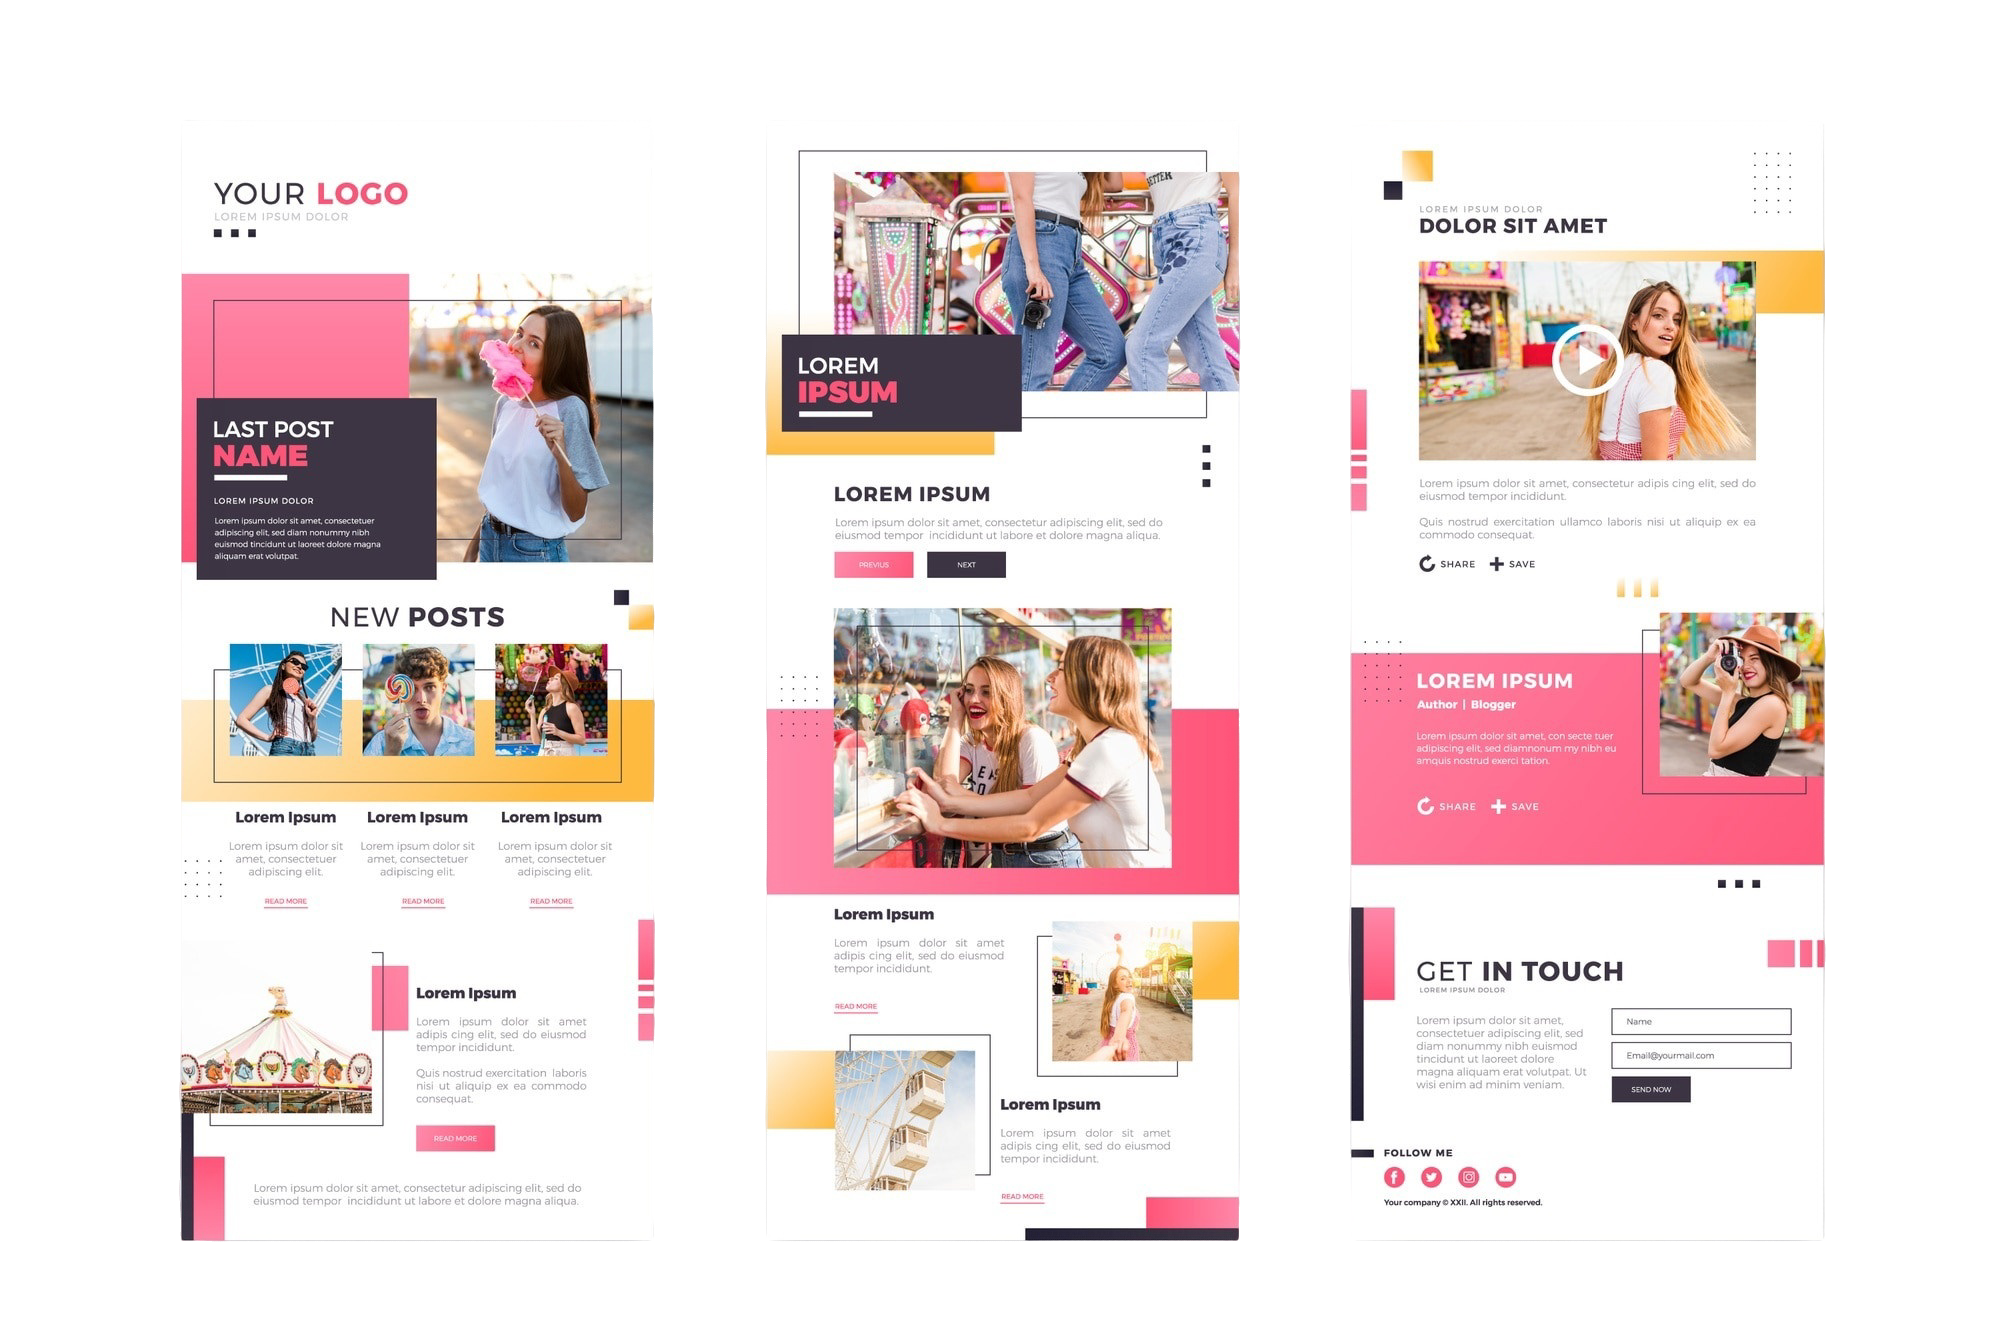 YOUR LOGO
LOREM IPSUM DOLOR
LAST POST
NAME
LOREM IPSUM DOLOR
Lorem ipsum dolor sit amet, consectetuer
adipiscing elit, sed diam nonummy nibh
euismod tincidunt ut laoreet dolore magna
aliquam erat volutpat.
NEW POSTS
Lorem Ipsum
Lorem ipsum dolor sit
amet, consectetuer
adipiscing elit.
READ MORE
Lorem Ipsum
Lorem ipsum dolor sit
amet, consectetuer
adipiscing elit.
READ MORE
Lorem Ipsum
Lorem ipsum dolor sit
amet, consectetuer
adipiscing elit.
READ MORE
Lorem Ipsum
Lorem ipsum dolor sit amet
adipis cing elit, sed do eiusmod
tempor incididunt.
Quis nostrud exercitation laboris
nisi ut aliquip ex ea commodo
consequat.
READ MORE
Lorem ipsum dolor sit amet, consectetur adipiscing elit, sed do
eiusmod tempor incididunt ut labore et dolore magna aliqua.
BETTER
LOREM
IPSUM
LOREM IPSUM
Lorem ipsum dolor sit amet, consectetur adipiscing elit, sed do
eiusmod tempor incididunt ut labore et dolore magna aliqua.
PREVIUS
NEXT
Lorem Ipsum
Lorem ipsum dolor sit amet
adipis cing elit, sed do eiusmod
tempor incididunt.
READ MORE
Lorem Ipsum
Lorem ipsum dolor sit amet
adipis cing elit, sed do eiusmod
tempor incididunt.
READ MORE
LOREM IPSUM DOLOR
DOLOR SIT AMET
Lorem ipsum dolor sit amet, consectetur adipis cing elit, sed do
eiusmod tempor incididunt.
Quis nostrud exercitation ullamco laboris nisi ut aliquip ex ea
commodo consequat.
SHARE SAVE
LOREM IPSUM
Author | Blogger
Lorem ipsum dolor sit amet, con secte tuer
adipiscing elit, sed diamnonum my nibh eu
amquis nostrud exerci tation.
SHARE SAVE
GET IN TOUCH
LOREM IPSUM DOLOR
Lorem ipsum dolor sit amet,
consectetuer adipiscing elit, sed
diam nonummy nibh euismod
tincidunt ut laoreet dolore
magna aliquam erat volutpat. Ut
wisi enim ad minim veniam.
Name
Email@yourmail.com
SEND NOW
FOLLOW ME
Your company © XXII. All rights reserved.